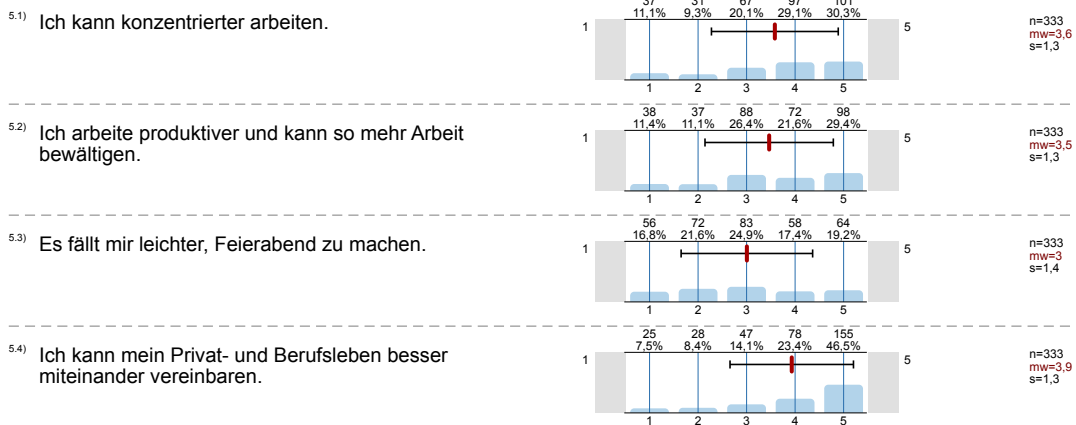 37 31 67 97 101
5.1) Ich kann konzentrierter arbeiten. 1 11,1% 9,3% 20,1% 29,1% 30,3% 5 n=333
mw=3,6
s=1,3
1 2 3 4 5
38 37 88 72 98
5.2) Ich arbeite produktiver und kann so mehr Arbeit 1 11,4% 11,1% 26,4% 21,6% 29,4% 5 n=333
bewältigen. mw=3,5
s=1,3
1 2 3 4 5
56 72 83 58 64
5.3) Es fällt mir leichter, Feierabend zu machen. 1 16,8% 21,6% 24,9% 17,4% 19,2% 5 n=333
mw=3
s=1,4
1 2 3 4 5
25 28 47 78 155
5.4) Ich kann mein Privat- und Berufsleben besser 1 7,5% 8,4% 14,1% 23,4% 46,5% 5 n=333
miteinander vereinbaren. mw=3,9
s=1,3
1 2 3 4 5